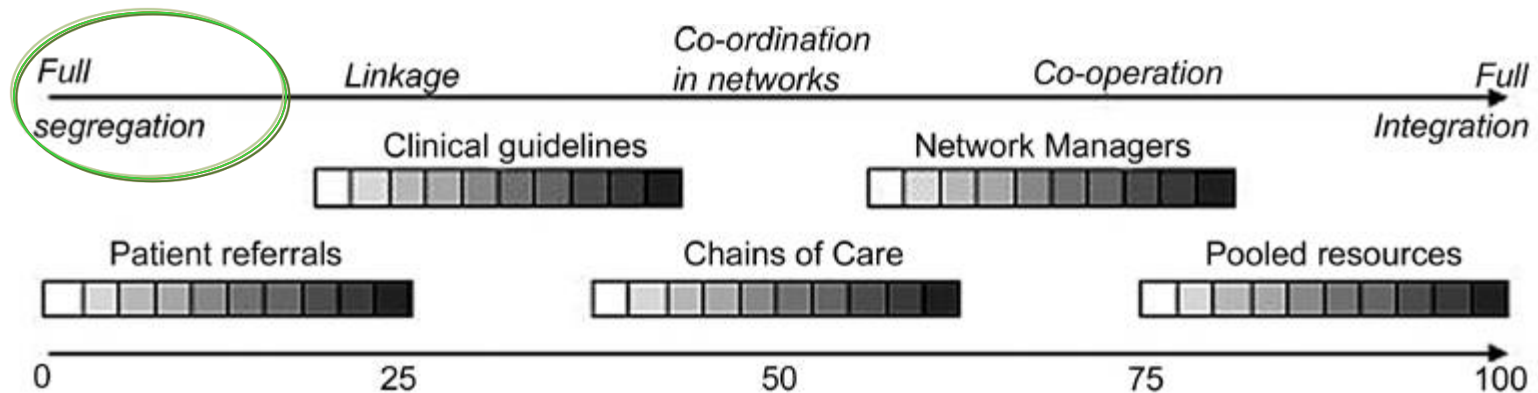 Full
segregation
Linkage
Co-ordination
in networks
Co-operation
Full
Integration
Clinical guidelines
Network Managers
Patient referrals
Chains of Care
Pooled resources
0 25 50 75 100